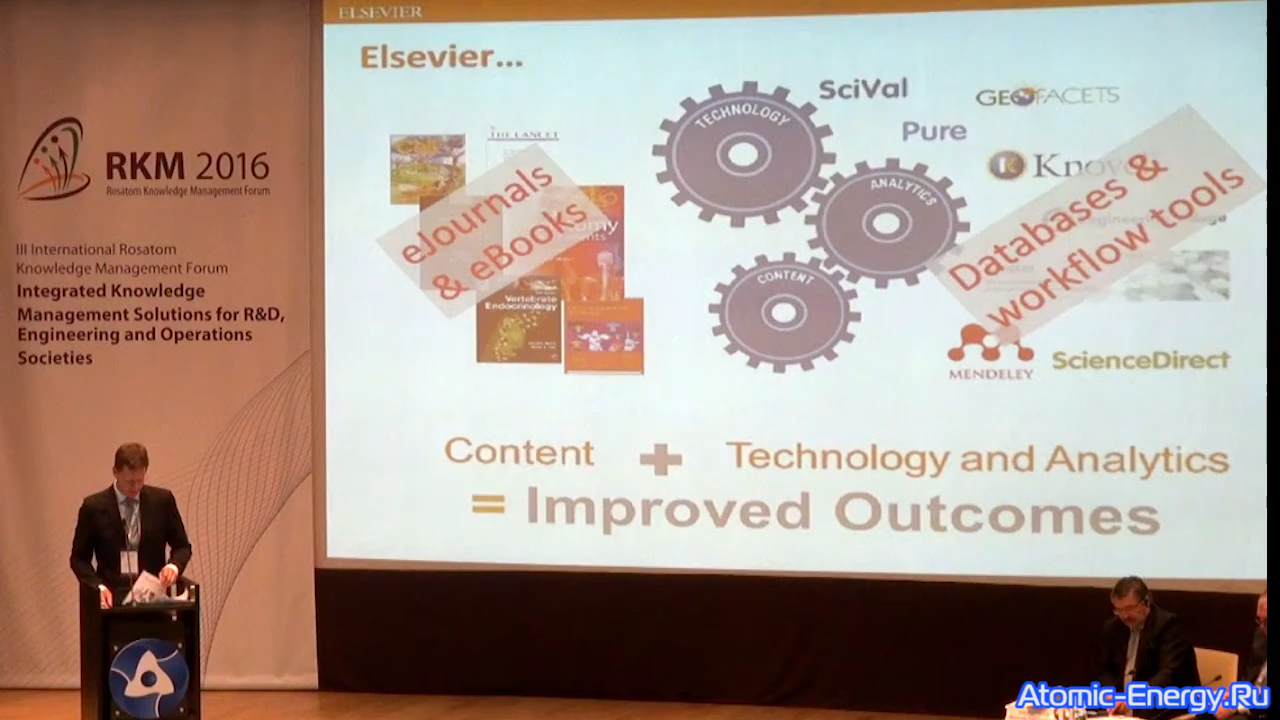 ELSEVIER
Elsevier...
THE LANCET
eJournals
& eBooks
Vertebrate
Endocrinology
TECHNOLOGY
ANALYTICS
CONTENT
SciVal
GEOFACETS
Pure
K
Databases &
workflow tools
MENDELEY
ScienceDirect
Content + Technology and Analytics
= Improved Outcomes
RKM 2016
Rosatom Knowledge Management Forum
III International Rosatom
Knowledge Management Forum
Integrated Knowledge
Management Solutions for R&D,
Engineering and Operations
Societies
Atomic-Energy.Ru